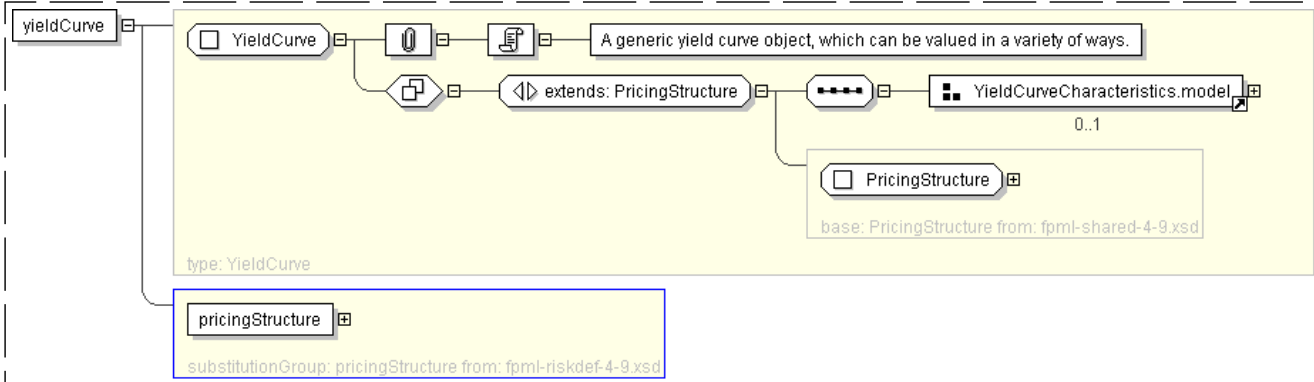 yieldCurve
YieldCurve
A generic yield curve object, which can be valued in a variety of ways.
extends: PricingStructure
YieldCurveCharacteristics.model
0..1
PricingStructure
base: PricingStructure from: fpml-shared-4-9.xsd
type: YieldCurve
pricingStructure
substitutionGroup: pricingStructure from: fpml-riskdef-4-9.xsd